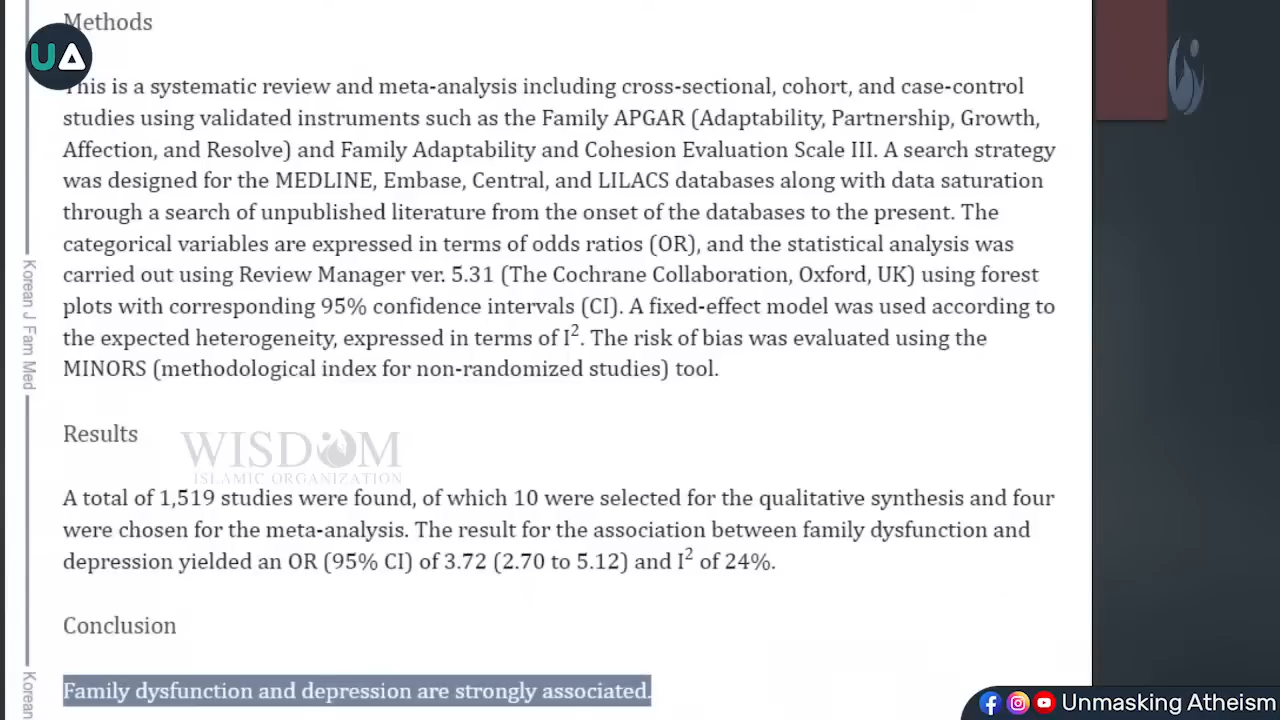 Methods
UA
This is a systematic review and meta-analysis including cross-sectional, cohort, and case-control
studies using validated instruments such as the Family APGAR (Adaptability, Partnership, Growth,
Affection, and Resolve) and Family Adaptability and Cohesion Evaluation Scale III. A search strategy
was designed for the MEDLINE, Embase, Central, and LILACS databases along with data saturation
through a search of unpublished literature from the onset of the databases to the present. The
categorical variables are expressed in terms of odds ratios (OR), and the statistical analysis was
carried out using Review Manager ver. 5.31 (The Cochrane Collaboration, Oxford, UK) using forest
plots with corresponding 95% confidence intervals (CI). A fixed-effect model was used according to
the expected heterogeneity, expressed in terms of I². The risk of bias was evaluated using the
MINORS (methodological index for non-randomized studies) tool.
Korean J Fam Med
Results
WISDOM
ISLAMIC ORGANIZATION
A total of 1,519 studies were found, of which 10 were selected for the qualitative synthesis and four
were chosen for the meta-analysis. The result for the association between family dysfunction and
depression yielded an OR (95% CI) of 3.72 (2.70 to 5.12) and I² of 24%.
Conclusion
Family dysfunction and depression are strongly associated.
Korean
Unmasking Atheism